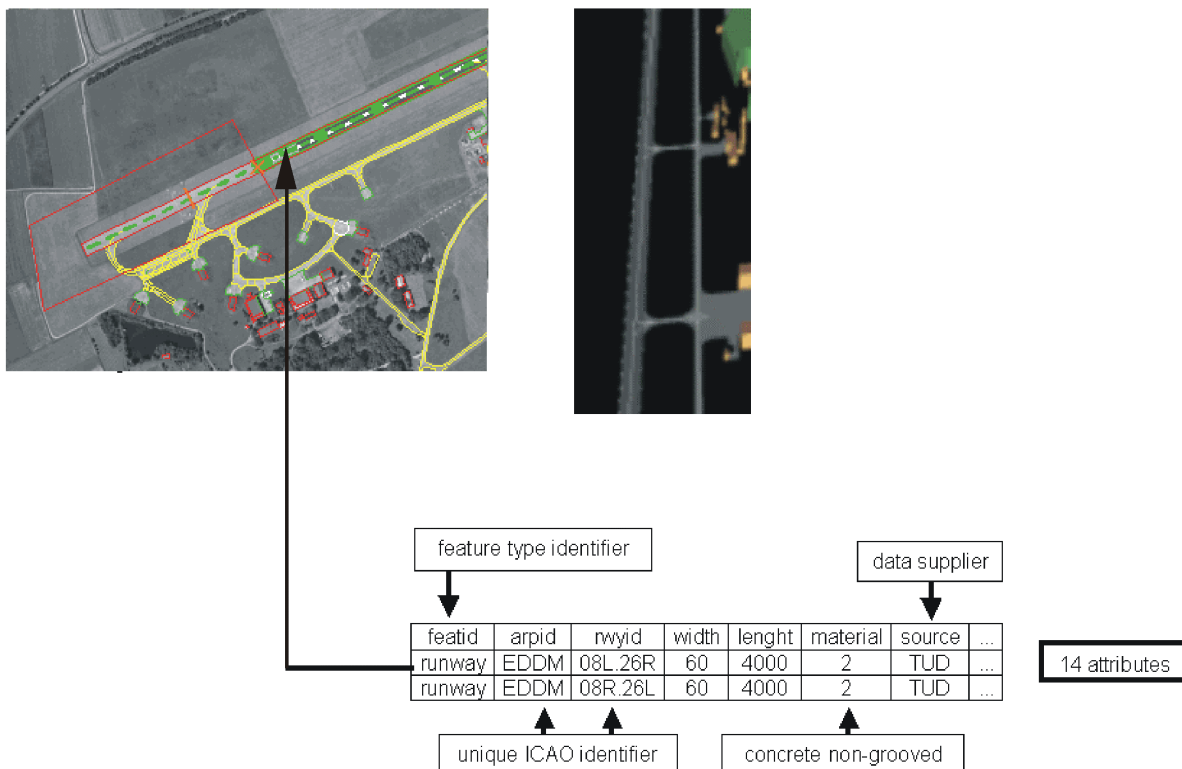 feature type identifier
data supplier
featid arpid rwyid width lenght material source ...
runway EDDM 08L.26R 60 4000 2 TUD ...
runway EDDM 08R.26L 60 4000 2 TUD ...
14 attributes
unique ICAO identifier
concrete non-grooved